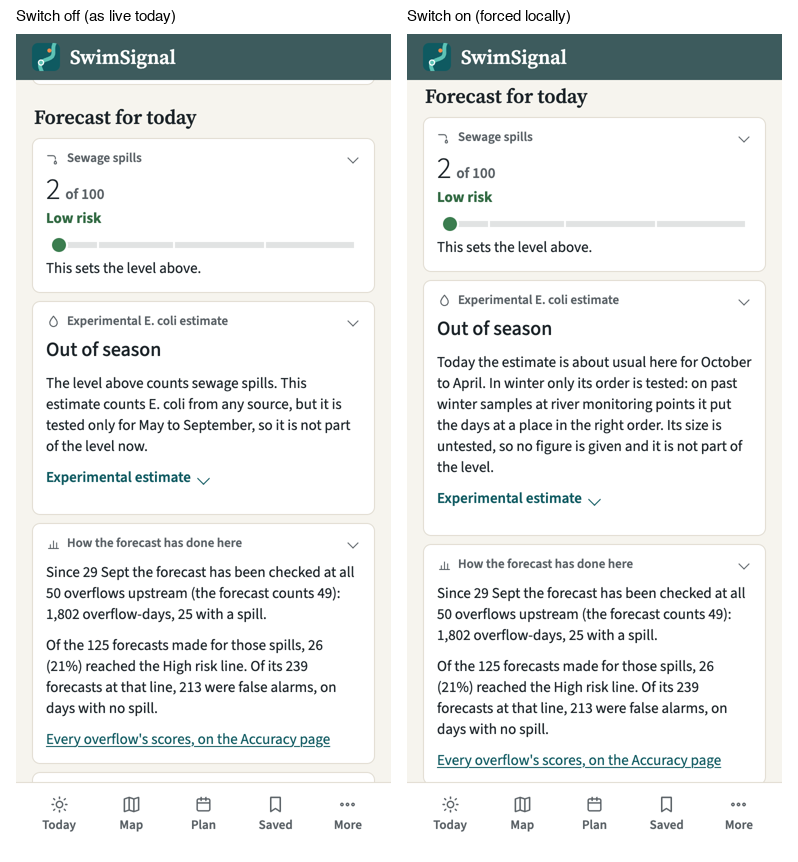 Switch off (as live today)
SwimSignal
Forecast for today
Sewage spills
2 of 100
Low risk
This sets the level above.
Experimental E. coli estimate
Out of season
The level above counts sewage spills. This
estimate counts E. coli from any source, but it is
tested only for May to September, so it is not part
of the level now.
Experimental estimate
How the forecast has done here
Since 29 Sept the forecast has been checked at all
50 overflows upstream (the forecast counts 49):
1,802 overflow-days, 25 with a spill.
Of the 125 forecasts made for those spills, 26
(21%) reached the High risk line. Of its 239
forecasts at that line, 213 were false alarms, on
days with no spill.
Every overflow's scores, on the Accuracy page
Today
Map
Plan
Saved
More
Switch on (forced locally)
SwimSignal
Forecast for today
Sewage spills
2 of 100
Low risk
This sets the level above.
Experimental E. coli estimate
Out of season
Today the estimate is about usual here for October
to April. In winter only its order is tested: on past
winter samples at river monitoring points it put
the days at a place in the right order. Its size is
untested, so no figure is given and it is not part of
the level.
Experimental estimate
How the forecast has done here
Since 29 Sept the forecast has been checked at all
50 overflows upstream (the forecast counts 49):
1,802 overflow-days, 25 with a spill.
Of the 125 forecasts made for those spills, 26
(21%) reached the High risk line. Of its 239
forecasts at that line, 213 were false alarms, on
days with no spill.
Every overflow's scores, on the Accuracy page
Today
Map
Plan
Saved
More